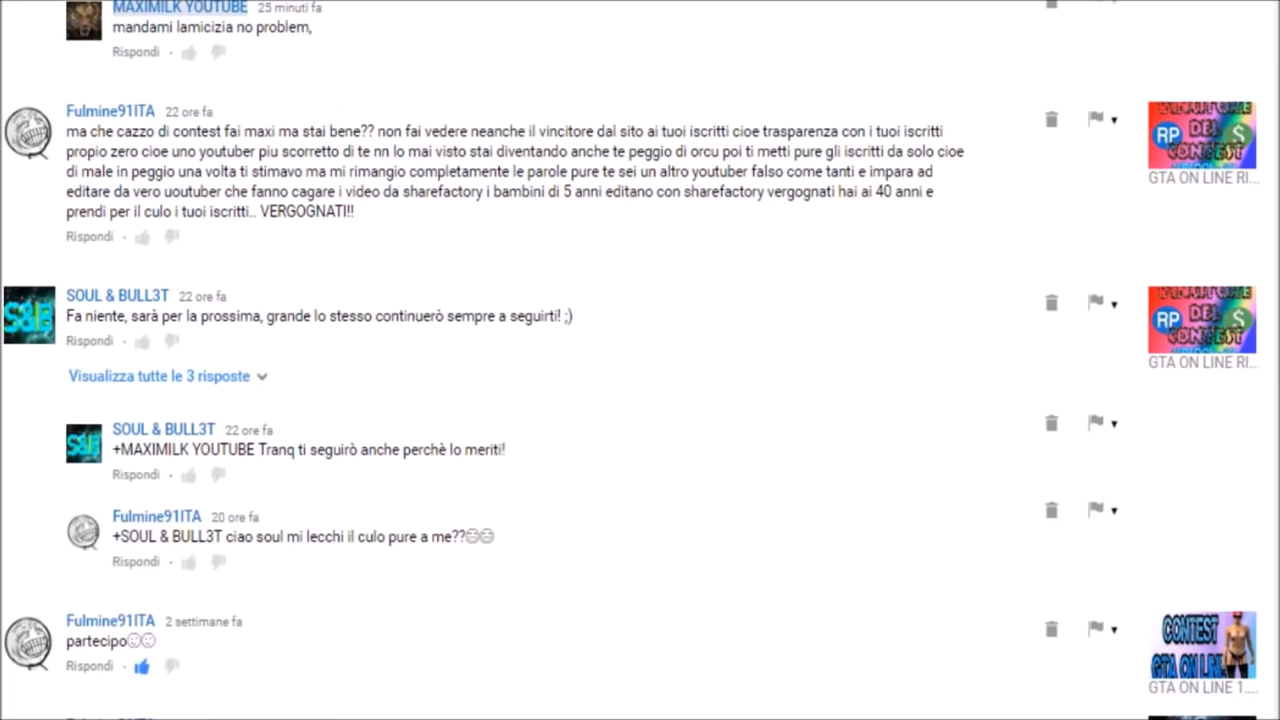 MAXIMILK YOUTUBE 25 minuti fa
mandami lamicizia no problem,
Rispondi ·
Fulmine91ITA 22 ore fa
ma che cazzo di contest fai maxi ma stai bene?? non fai vedere neanche il vincitore dal sito ai tuoi iscritti cioe trasparenza con i tuoi iscritti
propio zero cioe uno youtuber piu scorretto di te nn lo mai visto stai diventando anche te peggio di orcu poi ti metti pure gli iscritti da solo cioe
di male in peggio una volta ti stimavo ma mi rimangio completamente le parole pure te sei un altro youtuber falso come tanti e impara ad
editare da vero uoutuber che fanno cagare i video da sharefactory i bambini di 5 anni editano con sharefactory vergognati hai ai 40 anni e
prendi per il culo i tuoi iscritti.. VERGOGNATI!!
Rispondi ·
RP DEL $
CONTEST
GTA ON LINE RI...
SOUL & BULL3T 22 ore fa
Fa niente, sarà per la prossima, grande lo stesso continuerò sempre a seguirti! ;)
Rispondi ·
S&B
RP DEL $
CONTEST
GTA ON LINE RI...
Visualizza tutte le 3 risposte
SOUL & BULL3T 22 ore fa
+MAXIMILK YOUTUBE Tranq ti seguirò anche perchè lo meriti!
Rispondi ·
Fulmine91ITA 20 ore fa
+SOUL & BULL3T ciao soul mi lecchi il culo pure a me??😊😊
Rispondi ·
Fulmine91ITA 2 settimane fa
partecipo😊😊
Rispondi ·
CONTEST
GTA ON LINE
GTA ON LINE 1....